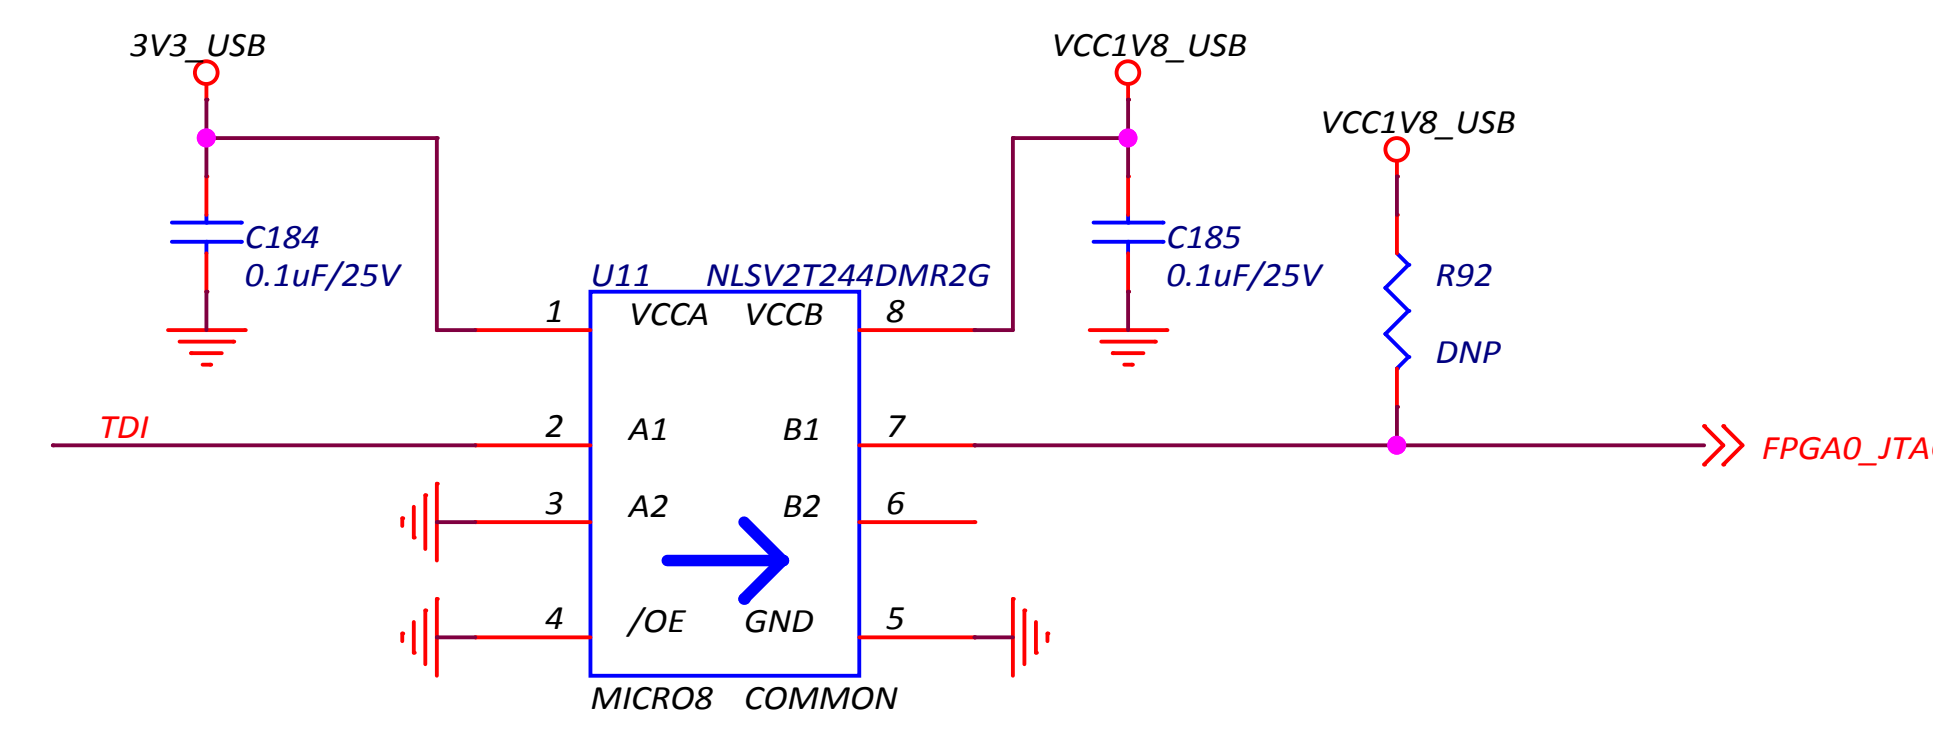 3V3_USB
VCC1V8_USB
VCC1V8_USB
C184
0.1uF/25V
C185
0.1uF/25V
R92
DNP
U11 NLSV2T244DMR2G
1 VCCA VCCB 8
TDI
2 A1 B1 7
3 A2 B2 6
4 /OE GND 5
MICRO8 COMMON